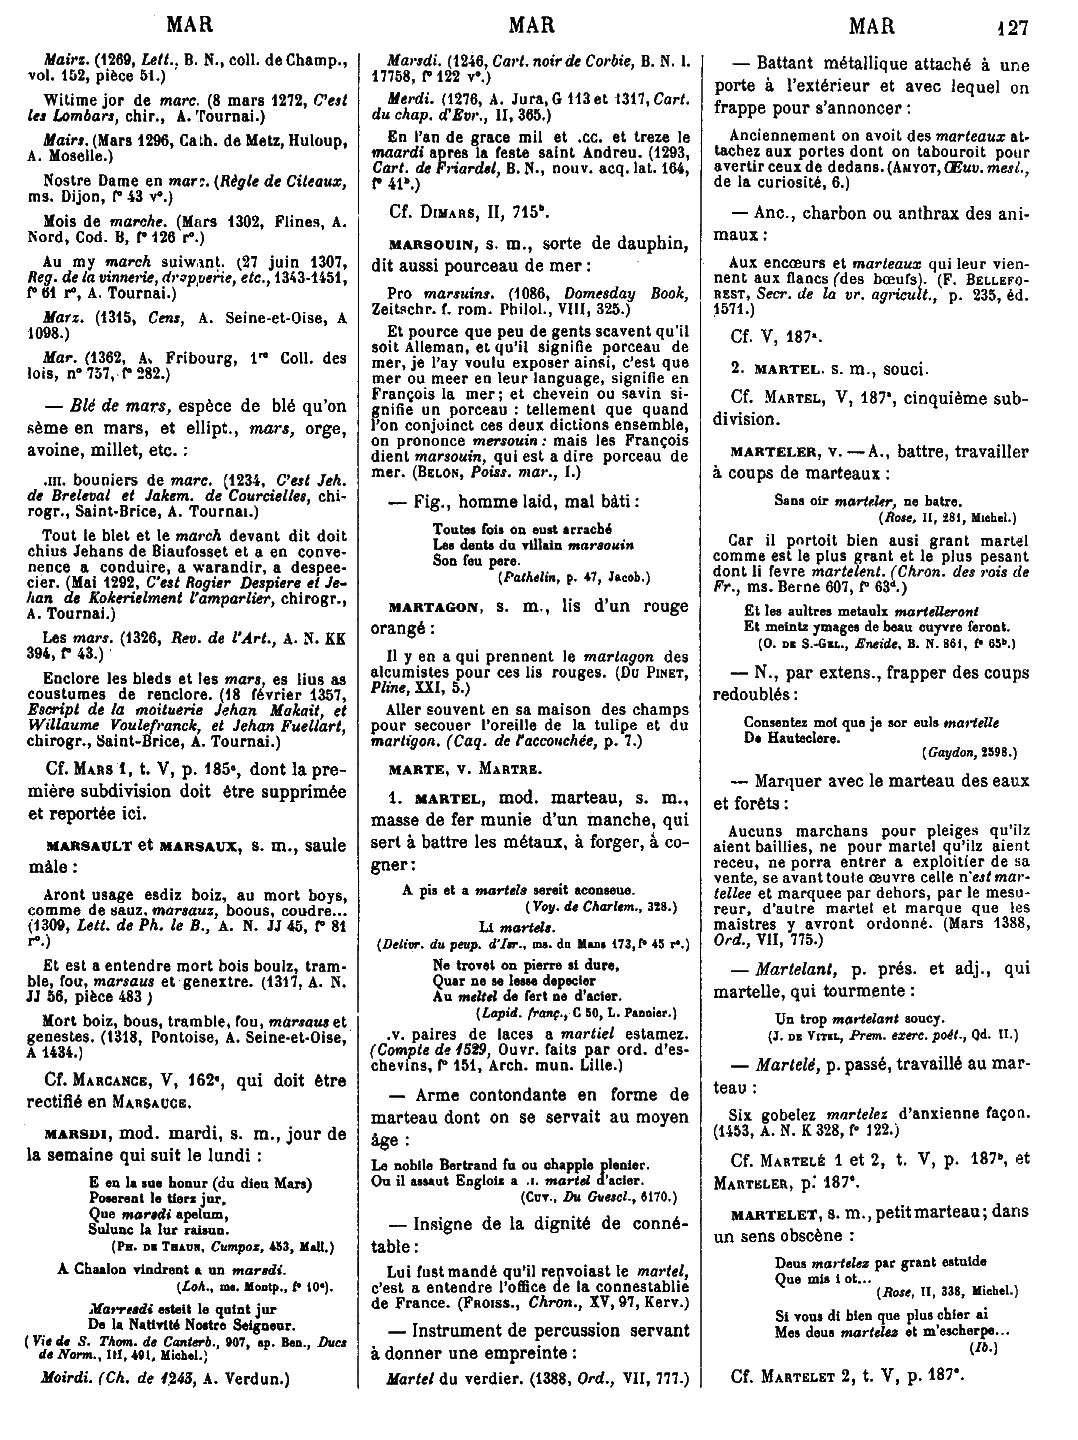 MAR
MAR
MAR
127
Mairz. (1269, Lett., B. N., coll. de Champ.,
vol. 152, pièce 51.)
Witime jor de marc. (8 mars 1272, C'est
les Lombars, chir., A. Tournai.)
Mairs. (Mars 1296, Cath. de Metz, Huloup,
A. Moselle.)
Nostre Dame en marz. (Règle de Citeaux,
ms. Dijon, f° 43 v°.)
Mois de marche. (Mars 1302, Flines, A.
Nord, Cod. B, f° 126 r°.)
Au my march suivant. (27 juin 1307,
Reg. de la vinnerie, drapperie, etc., 1343-1451,
f° 61 r°, A. Tournai.)
Marz. (1315, Cens, A. Seine-et-Oise, A
1098.)
Mar. (1362, A. Fribourg, 1re Coll. des
lois, n° 757, f° 282.)
— Blé de mars, espèce de blé qu'on
sème en mars, et ellipt., mars, orge,
avoine, millet, etc. :
.III. bouniers de marc. (1234, C'est Jeh.
de Breleval et Jakem. de Courcielles, chi-
rogr., Saint-Brice, A. Tournai.)
Tout le blet et le march devant dit doit
chius Jehans de Biaufosset et a en conve-
nence a conduire, a warandir, a despee-
cier. (Mai 1292, C'est Rogier Despiere et Je-
han de Kokerielment l'amparlier, chirogr.,
A. Tournai.)
Les mars. (1326, Rev. de l'Art., A. N. KK
394, f° 43.)
Enclore les bleds et les mars, es lius as
coustumes de renclore. (18 février 1357,
Escript de la moituerie Jehan Makait, et
Willaume Voulefranck, et Jehan Fuellart,
chirogr., Saint-Brice, A. Tournai.)
Cf. MARS 1, t. V, p. 185c, dont la pre-
mière subdivision doit être supprimée
et reportée ici.
MARSAULT et MARSAUX, s. m., saule
mâle :
Aront usage esdiz boiz, au mort boys,
comme de sauz, marsauz, boous, coudre...
(1309, Lett. de Ph. le B., A. N. JJ 45, f° 81
r°.)
Et est a entendre mort bois boulz, tram-
ble, fou, marsaus et genextre. (1317, A. N.
JJ 56, pièce 483 )
Mort boiz, bous, tramble, fou, marsaus et
genestes. (1318, Pontoise, A. Seine-et-Oise,
A 1434.)
Cf. MARCANCE, V, 162c, qui doit être
rectifié en MARSAUCE.
MARSDI, mod. mardi, s. m., jour de
la semaine qui suit le lundi :
E en la sue honur (du dieu Mars)
Poserent le tierz jur,
Que marsdi apelum,
Sulunc la lur raisun.
(PH. DE THAUN, Cumpoz, 453, Mall.)
A Chaalon vindrent a un marsdi.
(Loh., ms. Montp., f° 10c).
Marresdi esteit le quint jur
De la Nativité Nostre Seigneur.
(Vie de S. Thom. de Canterb., 907, ap. Ben., Ducs
de Norm., III, 491, Michel.)
Moirdi. (Ch. de 1243, A. Verdun.)
Marsdi. (1246, Cart. noir de Corbie, B. N. l.
17758, f° 122 v°.)
Merdi. (1276, A. Jura, G 113 et 1317, Cart.
du chap. d'Evr., II, 365.)
En l'an de grace mil et .CC. et treze le
maardi apres la feste saint Andreu. (1293,
Cart. de Friardel, B. N., nouv. acq. lat. 164,
f° 41b.)
Cf. DIMARS, II, 715b.
MARSOUIN, s. m., sorte de dauphin,
dit aussi pourceau de mer :
Pro marsuins. (1086, Domesday Book,
Zeitschr. f. rom. Philol., VIII, 325.)
Et pource que peu de gents scavent qu'il
soit Alleman, et qu'il signifie porceau de
mer, je l'ay voulu exposer ainsi, c'est que
mer ou meer en leur language, signifie en
François la mer; et chevein ou savin si-
gnifie un porceau : tellement que quand
l'on conjoinct ces deux dictions ensemble,
on prononce mersouin : mais les François
dient marsouin, qui est a dire porceau de
mer. (BELON, Poiss. mar., I.)
— Fig., homme laid, mal bâti :
Toutes fois on eust arraché
Les dents du villain marsouin
Son feu pere.
(Pathelin, p. 47, Jacob.)
MARTAGON, s. m., lis d'un rouge
orangé :
Il y en a qui prennent le martagon des
alcumistes pour ces lis rouges. (DU PINET,
Pline, XXI, 5.)
Aller souvent en sa maison des champs
pour secouer l'oreille de la tulipe et du
martigon. (Caq. de l'accouchée, p. 7.)
MARTE, v. MARTRE.
1. MARTEL, mod. marteau, s. m.,
masse de fer munie d'un manche, qui
sert à battre les métaux, à forger, à co-
gner :
A pis et a martels sereit aconseue.
(Voy. de Charlem., 328.)
Li martels.
(Delivr. du peup. d'Isr., ms. du Mans 173, f° 45 r°.)
Ne trovet on pierre si dure,
Quar ne se lesse depecier
Au meltel de fert ne d'acier.
(Lapid. franç., C 50, L. Pannier.)
.V. paires de laces a martiel estamez.
(Compte de 1529, Ouvr. faits par ord. d'es-
chevins, f° 151, Arch. mun. Lille.)
— Arme contondante en forme de
marteau dont on se servait au moyen
âge :
Le nobile Bertrand fu ou chapple plenier.
Ou il assaut Englois a .I. martel d'acier.
(CUV., Du Guescl., 6170.)
— Insigne de la dignité de conné-
table :
Lui fust mandé qu'il renvoiast le martel,
c'est a entendre l'office de la connestablie
de France. (FROISS., Chron., XV, 97, Kerv.)
— Instrument de percussion servant
à donner une empreinte :
Martel du verdier. (1388, Ord., VII, 777.)
— Battant métallique attaché à une
porte à l'extérieur et avec lequel on
frappe pour s'annoncer :
Anciennement on avoit des marteaux at-
tachez aux portes dont on tabouroit pour
avertir ceux de dedans. (AMYOT, Œuv. mesl.,
de la curiosité, 6.)
— Anc., charbon ou anthrax des ani-
maux :
Aux encœurs et marteaux qui leur vien-
nent aux flancs (des bœufs). (F. BELLEFO-
REST, Secr. de la vr. agricult., p. 235, éd.
1571.)
Cf. V, 187a.
2. MARTEL. s. m., souci.
Cf. MARTEL, V, 187a, cinquième sub-
division.
MARTELER, V. — A., battre, travailler
à coups de marteaux :
Sans oir marteler, ne batre.
(Rose, II, 281, Michel.)
Car il portoit bien ausi grant martel
comme est le plus grant et le plus pesant
dont li fevre martelent. (Chron. des rois de
Fr., ms. Berne 607, f° 63d.)
Et les aultres metaulx martelleront
Et meintz ymages de beau cuyvre feront.
(O. DE S.-GEL., Eneide, B. N. 861, f° 65b.)
— N., par extens., frapper des coups
redoublés :
Consentez moi que je sor euls martelle
De Hauteclere.
(Gaydon, 2598.)
— Marquer avec le marteau des eaux
et forêts :
Aucuns marchans pour pleiges qu'ilz
aient baillies, ne pour martel qu'ilz aient
receu, ne porra entrer a exploitier de sa
vente, se avant toute œuvre celle n'est mar-
tellee et marquee par dehors, par le mesu-
reur, d'autre martel et marque que les
maistres y avront ordonné. (Mars 1388,
Ord., VII, 775.)
— Martelant, p. prés. et adj., qui
martelle, qui tourmente :
Un trop martelant soucy.
(J. DE VITEL, Prem. exerc. poét., Qd. II.)
— Martelé, p. passé, travaillé au mar-
teau :
Six gobelez martelez d'anxienne façon.
(1453, A. N. K 328, f° 122.)
Cf. MARTELÉ 1 et 2, t. V, p. 187b, et
MARTELER, p. 187c.
MARTELET, s. m., petit marteau; dans
un sens obscène :
Deus martelez par grant estuide
Que mis i ot...
(Rose, II, 338, Michel.)
Si vous di bien que plus chier ai
Mes deus martelez et m'escherpe...
(Ib.)
Cf. MARTELET 2, t. V, p. 187c.